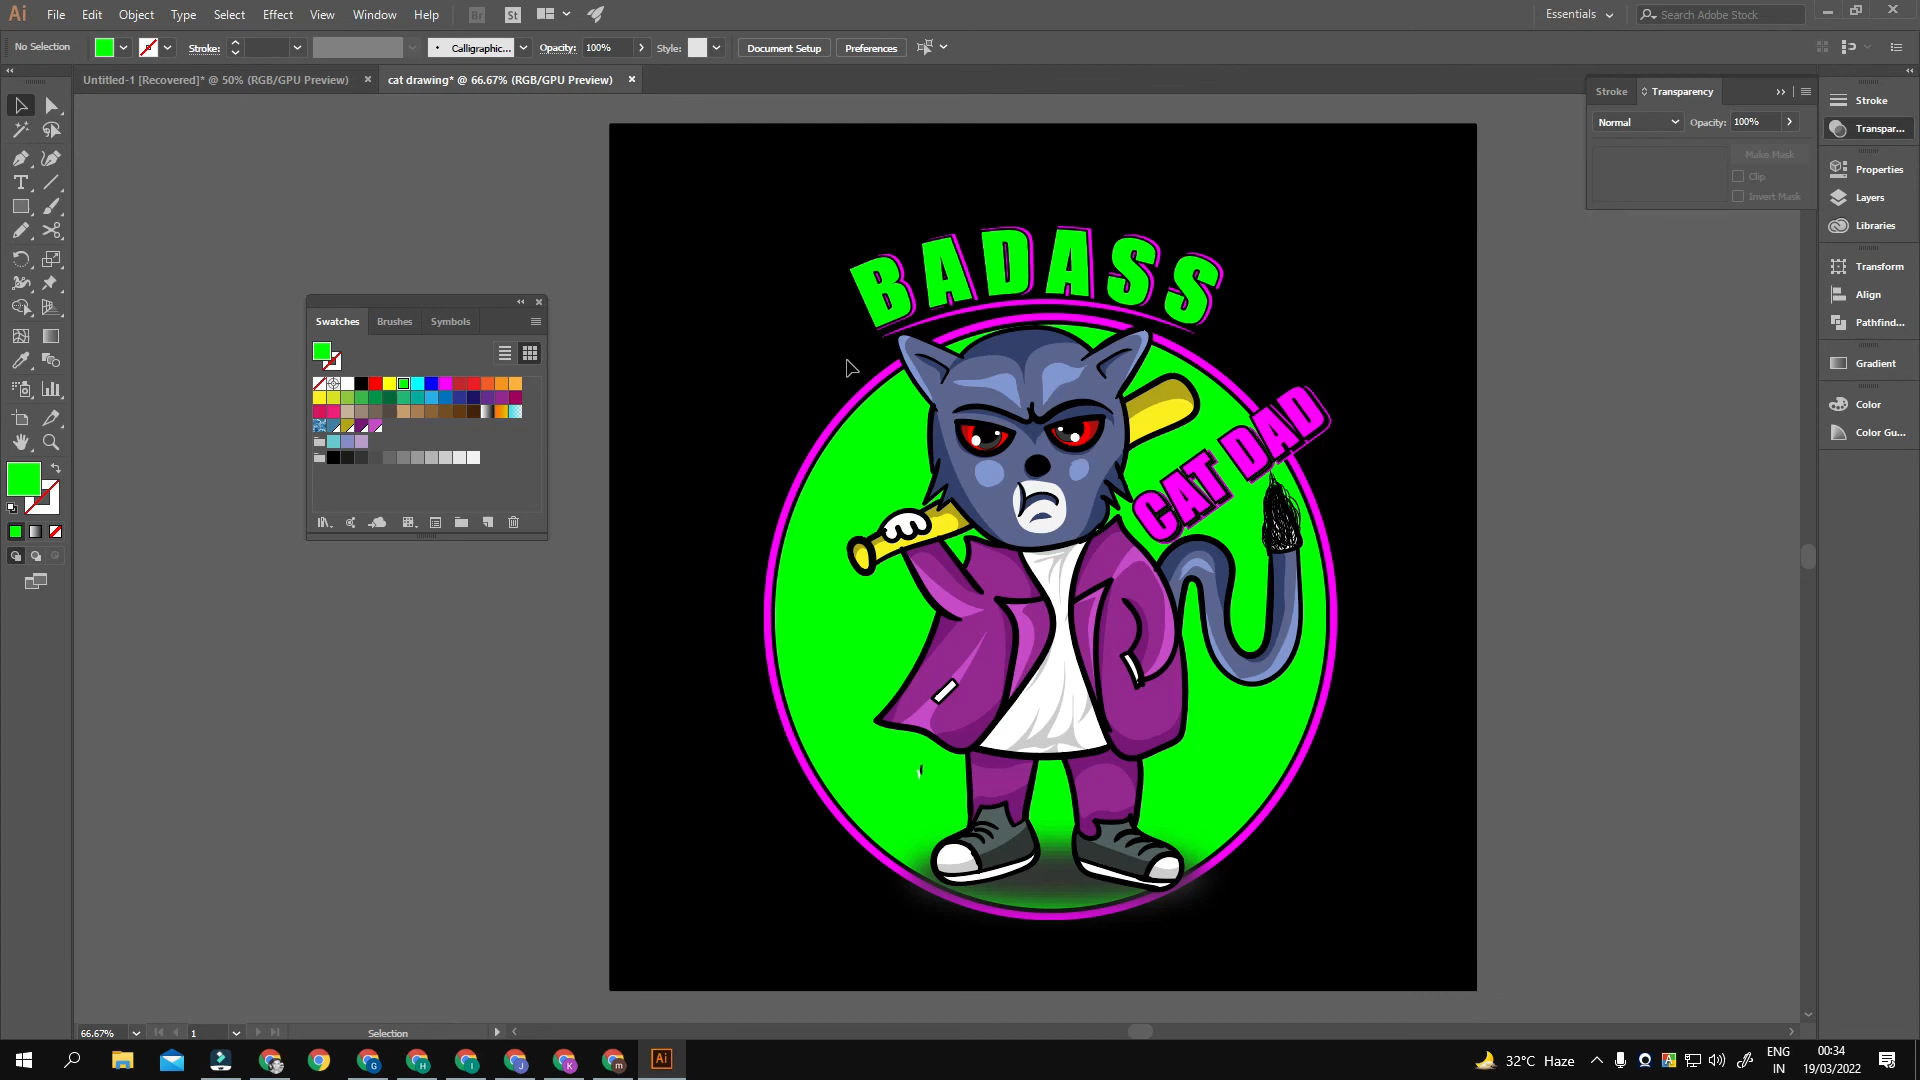 Ai File Edit Object Type Select Effect View Window Help Br St Essentials Search Adobe Stock
No Selection Stroke: Calligraphic... Opacity: 100% Style: Document Setup Preferences
Untitled-1 [Recovered]* @ 50% (RGB/GPU Preview) × cat drawing* @ 66.67% (RGB/GPU Preview) ×
Stroke Transparency
Normal Opacity: 100%
Make Mask
Clip
Invert Mask
Stroke
Transpar...
Properties
Layers
Libraries
Transform
Align
Pathfind...
Gradient
Color
Color Gu...
Swatches Brushes Symbols
BADASS
CAT DAD
66.67% 1 Selection
G H I J K m Ai
32°C Haze
A
ENG
IN
00:34
19/03/2022